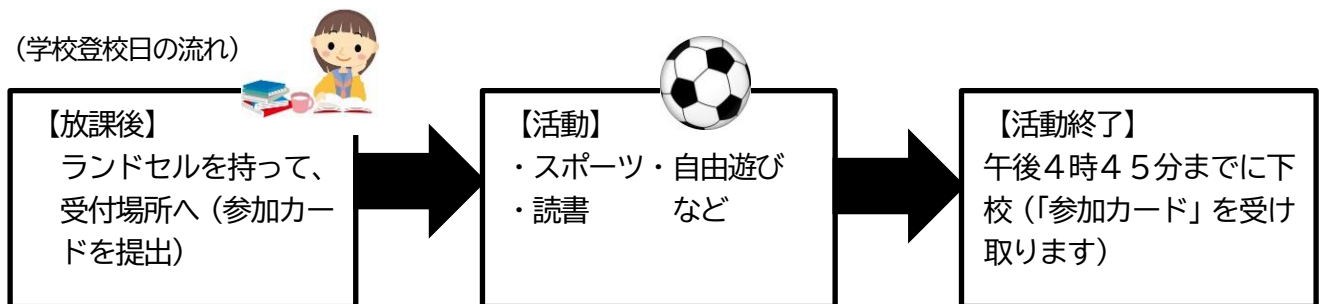 （学校登校日の流れ）
【放課後】
ランドセルを持って、
受付場所へ（参加カー
ドを提出）
【活動】
・スポーツ・自由遊び
・読書　　　など
【活動終了】
午後４時４５分までに下
校（「参加カード」を受け
取ります）